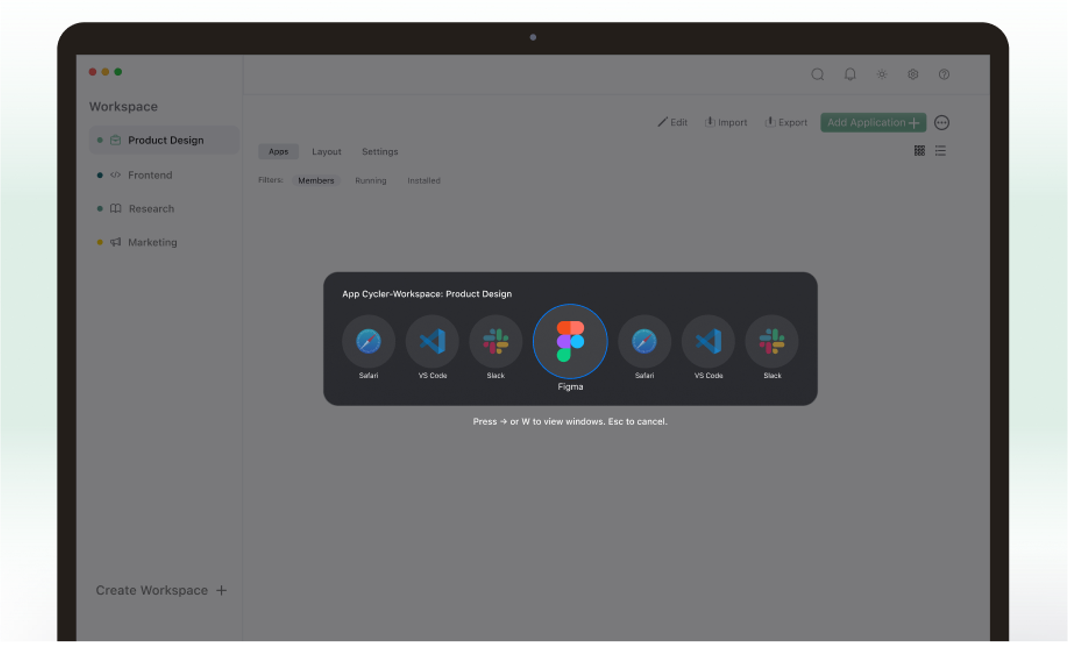 Workspace
Product Design
Frontend
Research
Marketing
Create Workspace +
Edit Import Export Add Application +
Apps Layout Settings
Filters: Members Running Installed
App Cycler-Workspace: Product Design
Safari VS Code Slack Figma Safari VS Code Slack
Press → or W to view windows. Esc to cancel.